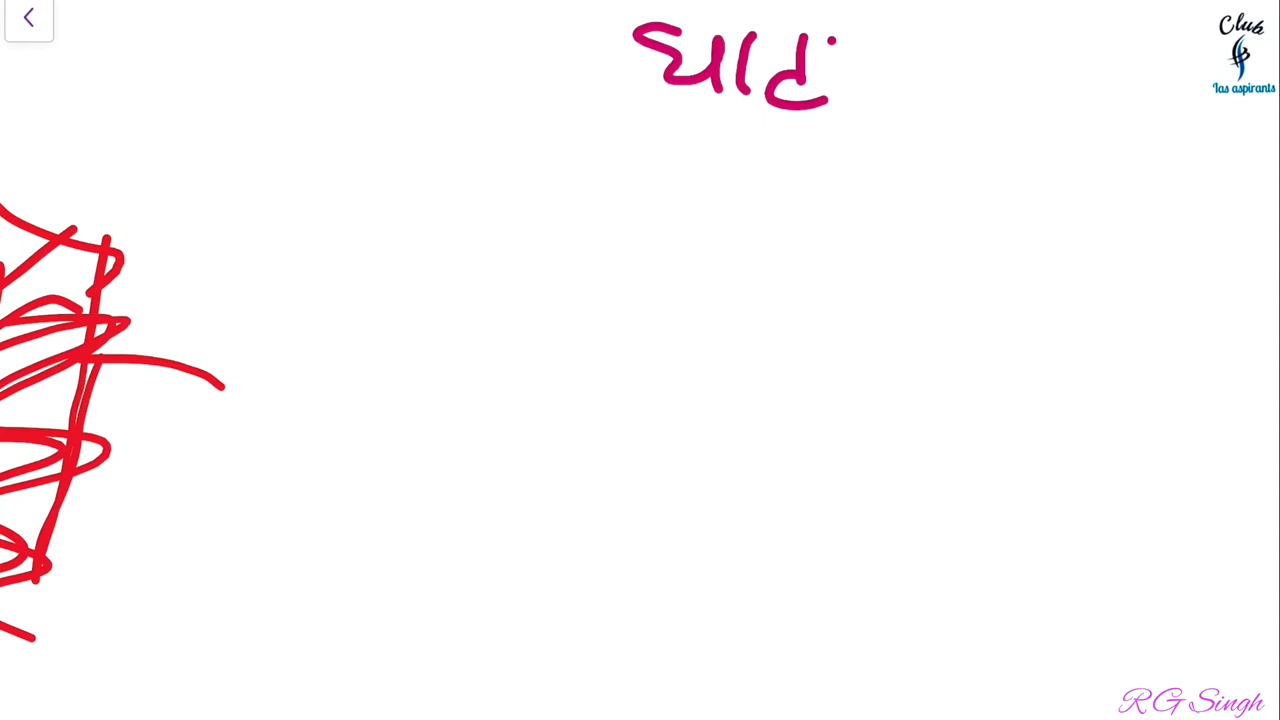 घाट
Club
Ias aspirants
RG Singh